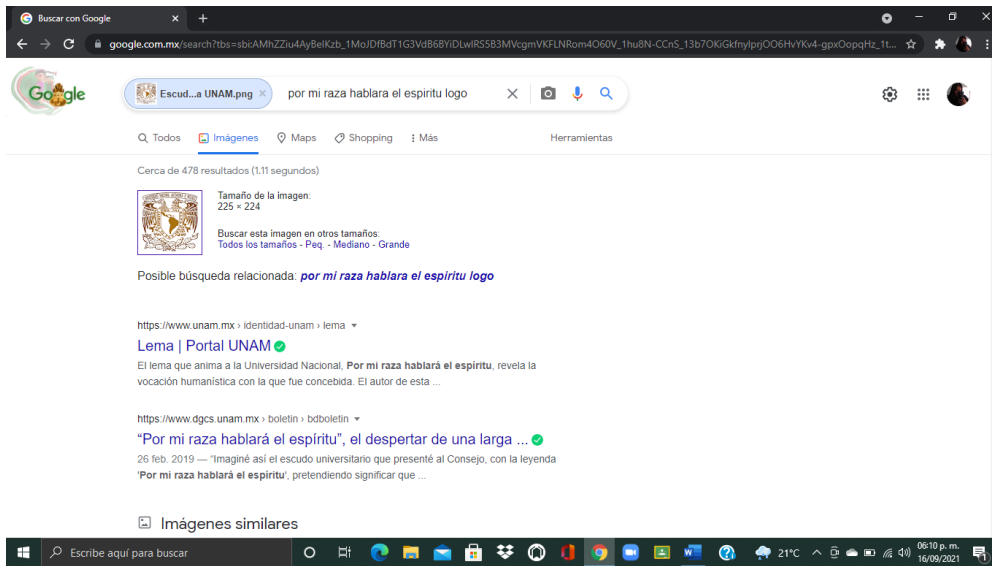 Buscar con Google
google.com.mx/search?tbs=sbi:AMhZZiu4AyBelKzb_1MoJDfBdT1G3VdB6BYiDLwIRS5B3MVcgmVKFLNRom4O60V_1hu8N-CCnS_13b7OKiGkfnylprjOO6HvYKv4-gpxOopqHz_1t...
Google
Escud...a UNAM.png
por mi raza hablara el espiritu logo
Todos
Imágenes
Maps
Shopping
Más
Herramientas
Cerca de 478 resultados (1.11 segundos)
Tamaño de la imagen:
225 × 224
Buscar esta imagen en otros tamaños:
Todos los tamaños - Peq. - Mediano - Grande
Posible búsqueda relacionada: por mi raza hablara el espiritu logo
https://www.unam.mx › identidad-unam › lema
Lema | Portal UNAM
El lema que anima a la Universidad Nacional, Por mi raza hablará el espíritu, revela la
vocación humanística con la que fue concebida. El autor de esta ...
https://www.dgcs.unam.mx › boletin › bdboletin
“Por mi raza hablará el espíritu”, el despertar de una larga ...
26 feb. 2019 — “Imaginé así el escudo universitario que presenté al Consejo, con la leyenda
'Por mi raza hablará el espíritu', pretendiendo significar que ...
Imágenes similares
Escribe aquí para buscar
21°C
06:10 p. m.
16/09/2021